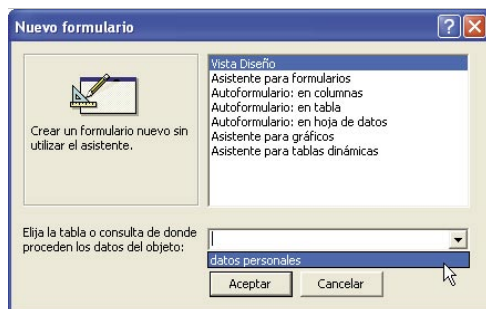 Nuevo formulario
Vista Diseño
Asistente para formularios
Autoformulario: en columnas
Autoformulario: en tabla
Autoformulario: en hoja de datos
Asistente para gráficos
Asistente para tablas dinámicas
Crear un formulario nuevo sin
utilizar el asistente.
Elija la tabla o consulta de donde
proceden los datos del objeto:
datos personales
Aceptar
Cancelar